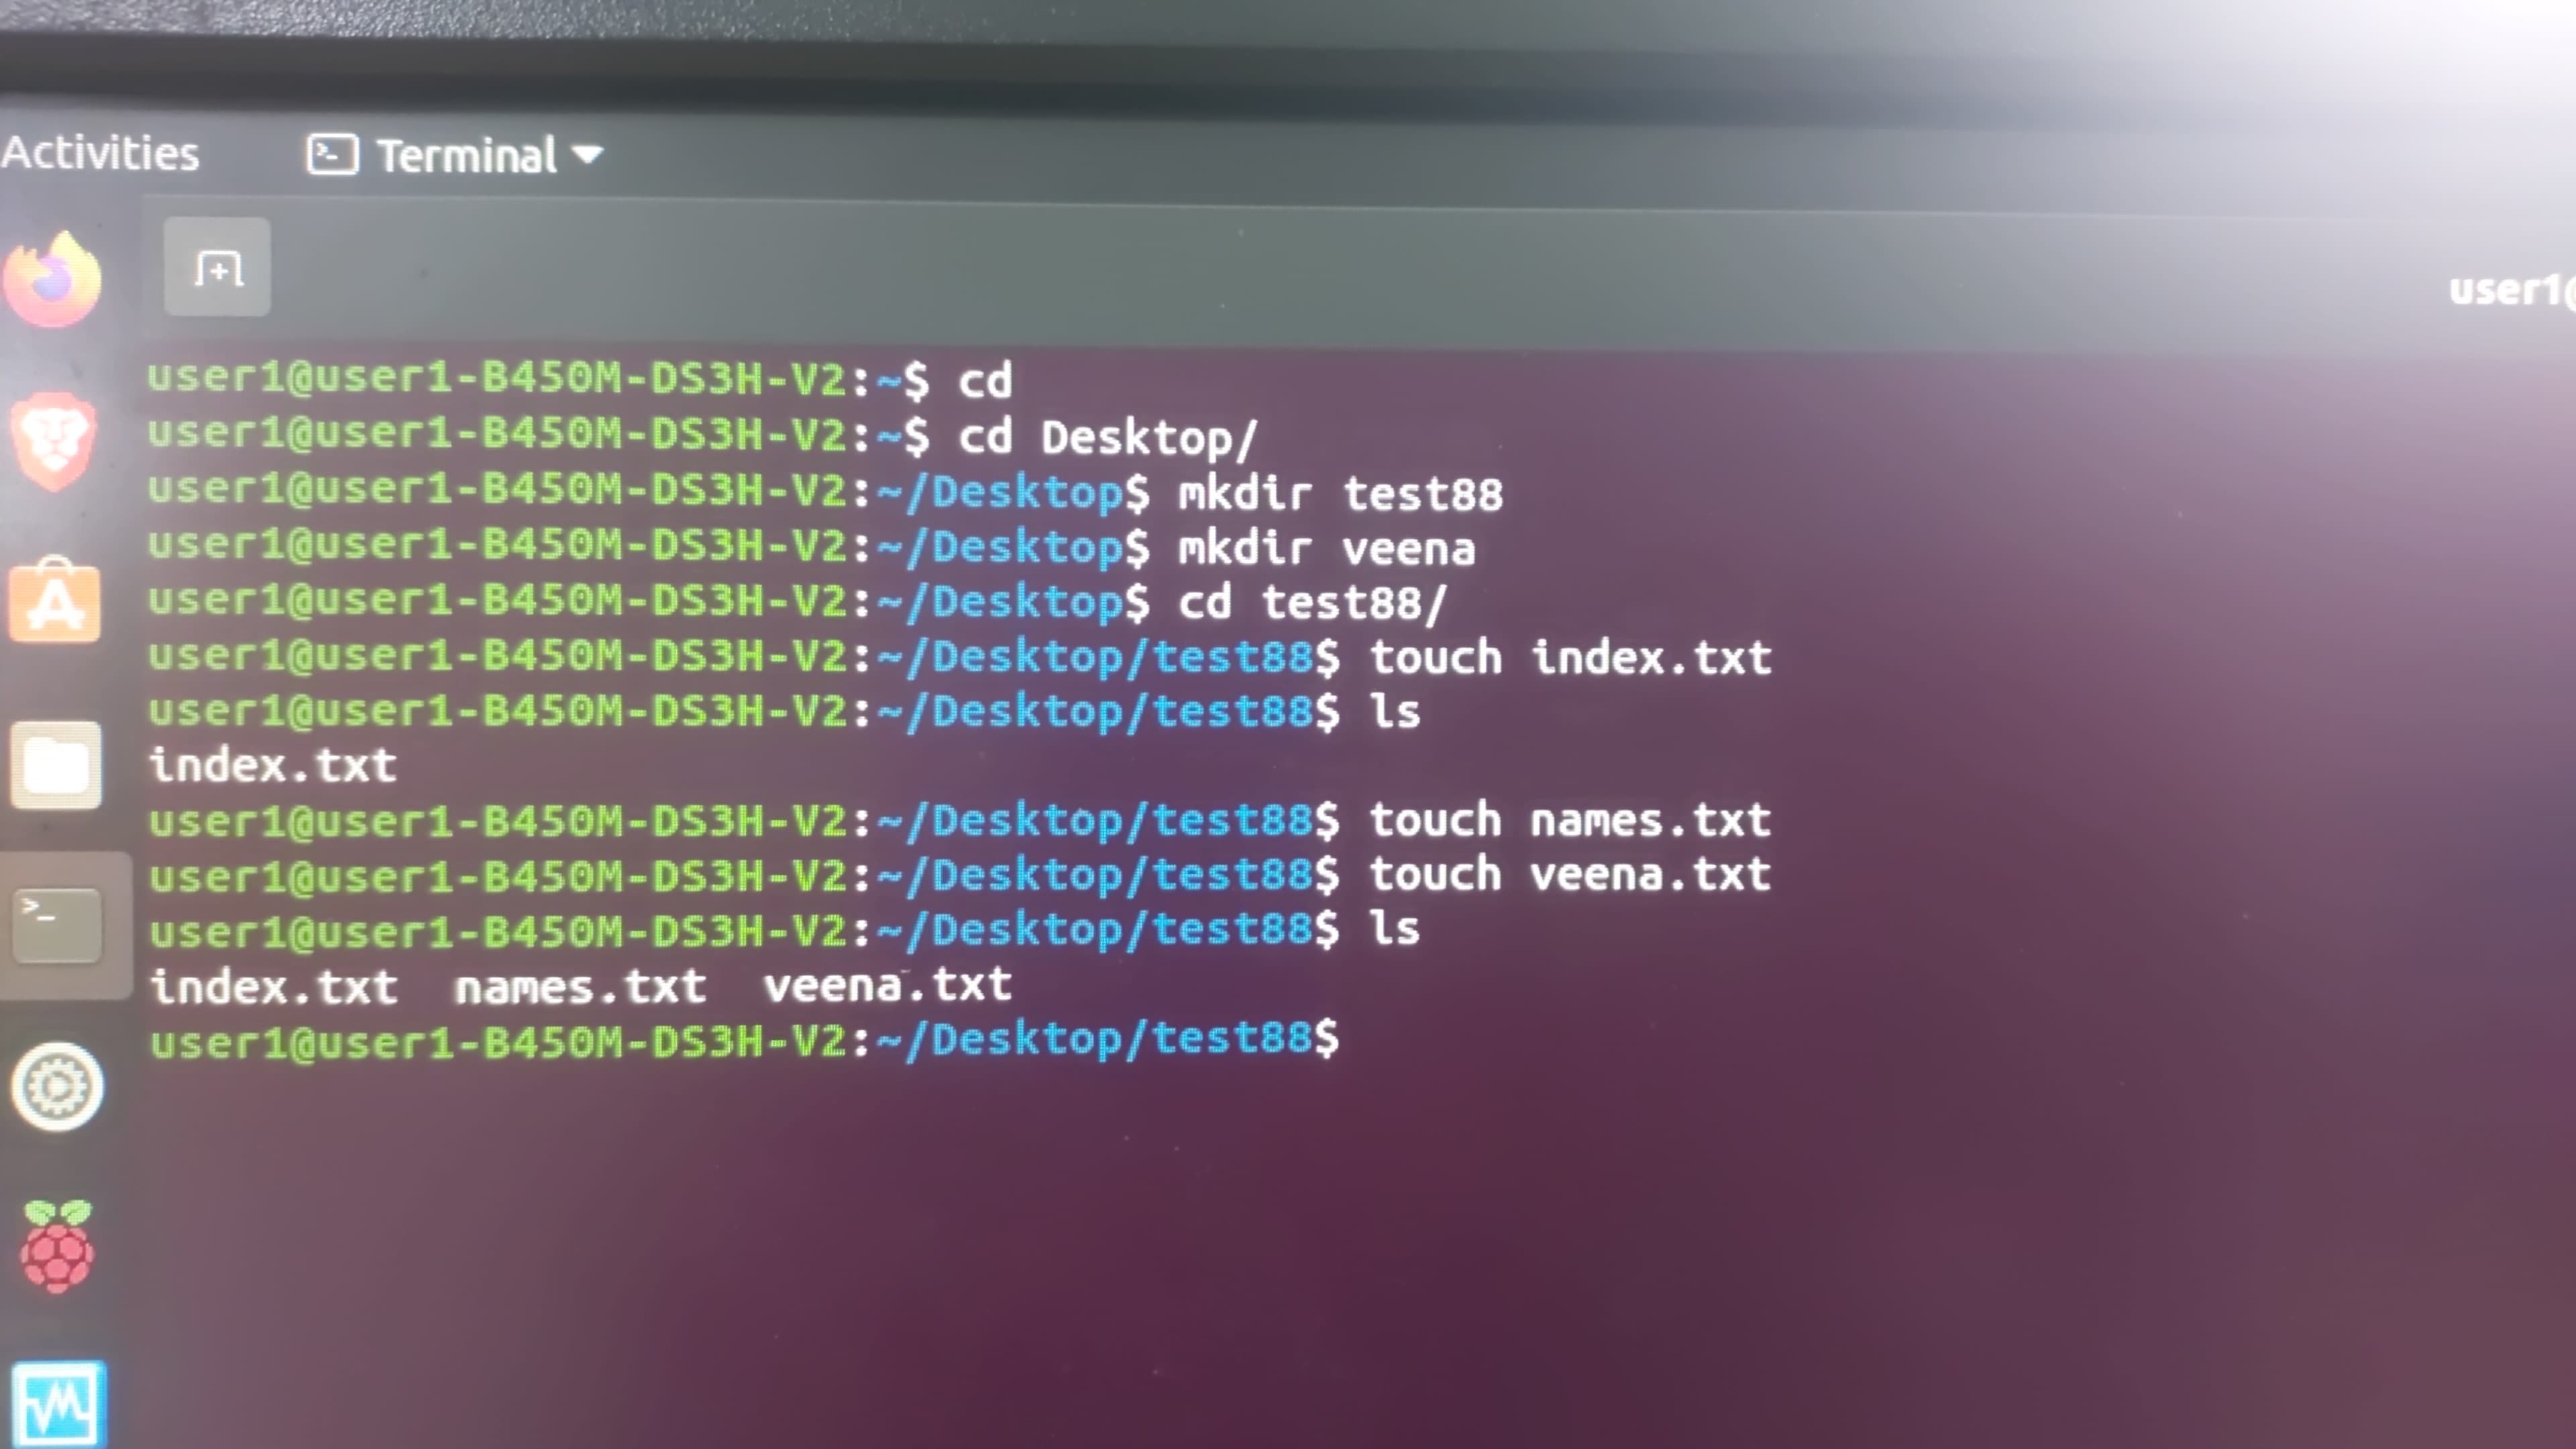 Activities
Terminal
user1@
user1@user1-B450M-DS3H-V2:~$ cd
user1@user1-B450M-DS3H-V2:~$ cd Desktop/
user1@user1-B450M-DS3H-V2:~/Desktop$ mkdir test88
user1@user1-B450M-DS3H-V2:~/Desktop$ mkdir veena
user1@user1-B450M-DS3H-V2:~/Desktop$ cd test88/
user1@user1-B450M-DS3H-V2:~/Desktop/test88$ touch index.txt
user1@user1-B450M-DS3H-V2:~/Desktop/test88$ ls
index.txt
user1@user1-B450M-DS3H-V2:~/Desktop/test88$ touch names.txt
user1@user1-B450M-DS3H-V2:~/Desktop/test88$ touch veena.txt
user1@user1-B450M-DS3H-V2:~/Desktop/test88$ ls
index.txt  names.txt  veena.txt
user1@user1-B450M-DS3H-V2:~/Desktop/test88$